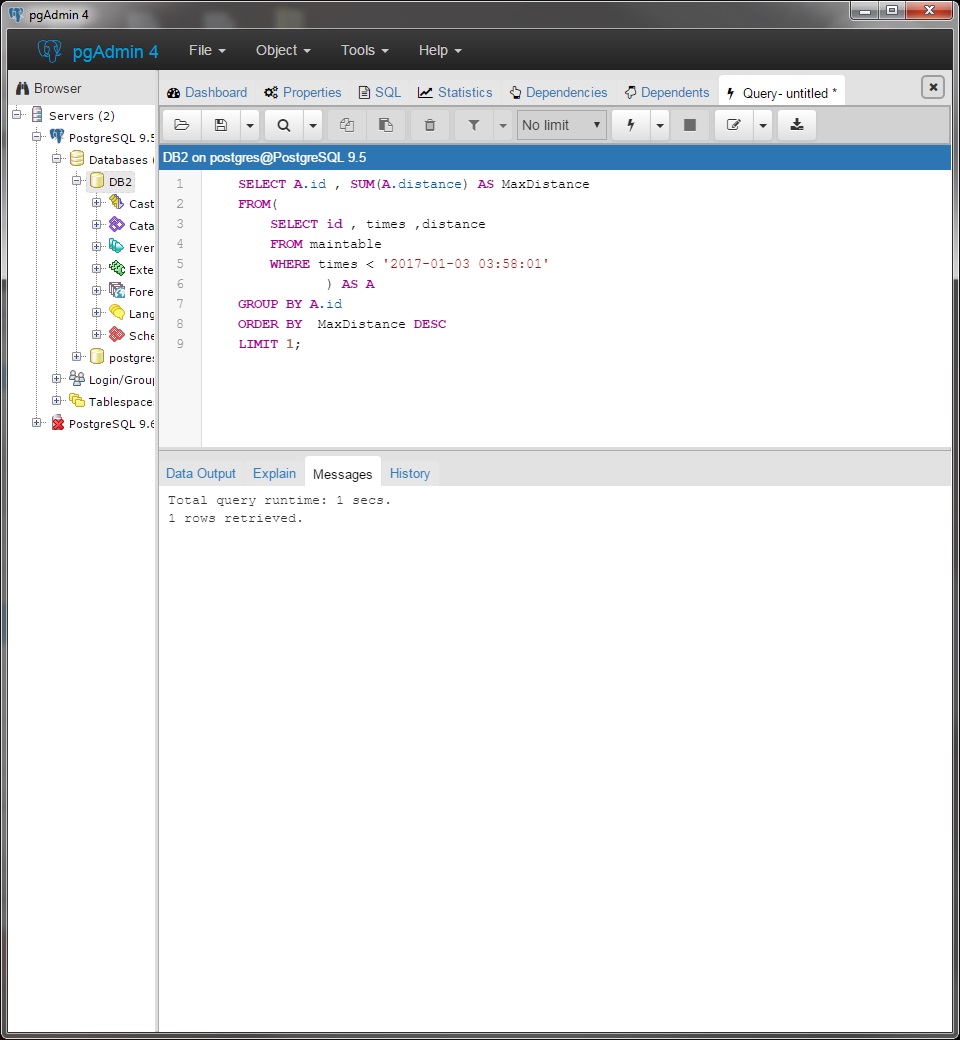 pgAdmin 4
pgAdmin 4 File Object Tools Help
Browser
Dashboard Properties SQL Statistics Dependencies Dependents Query- untitled *
Servers (2)
PostgreSQL 9.5
Databases (
DB2
Cast
Cata
Ever
Exte
Fore
Lang
Sche
postgres
Login/Grou
Tablespace
PostgreSQL 9.6
No limit
DB2 on postgres@PostgreSQL 9.5
1 SELECT A.id , SUM(A.distance) AS MaxDistance
2 FROM(
3 SELECT id , times ,distance
4 FROM maintable
5 WHERE times < '2017-01-03 03:58:01'
6 ) AS A
7 GROUP BY A.id
8 ORDER BY  MaxDistance DESC
9 LIMIT 1;
Data Output Explain Messages History
Total query runtime: 1 secs.
1 rows retrieved.